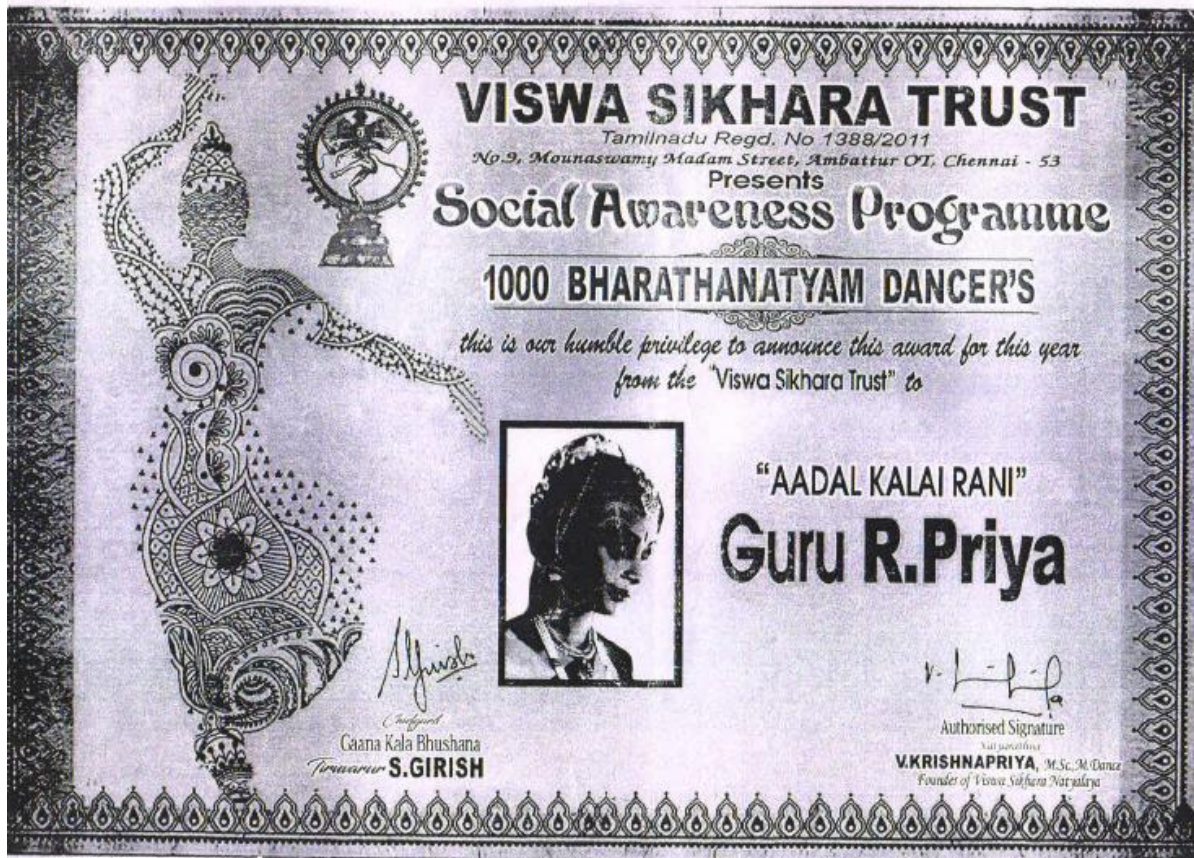 VISWA SIKHARA TRUST
Tamilnadu Regd. No 1388/2011
No.9, Mounaswamy Madam Street, Ambattur OT, Chennai - 53
Presents
Social Awareness Programme
1000 BHARATHANATYAM DANCER'S
this is our humble privilege to announce this award for this year
from the "Viswa Sikhara Trust" to
"AADAL KALAI RANI"
Guru R.Priya
Gaana Kala Bhushana
Tiruvarur S.GIRISH
Authorised Signature
V.KRISHNAPRIYA, M.Sc.,M.Dance
Founder of Viswa Sikhara Natyalaya